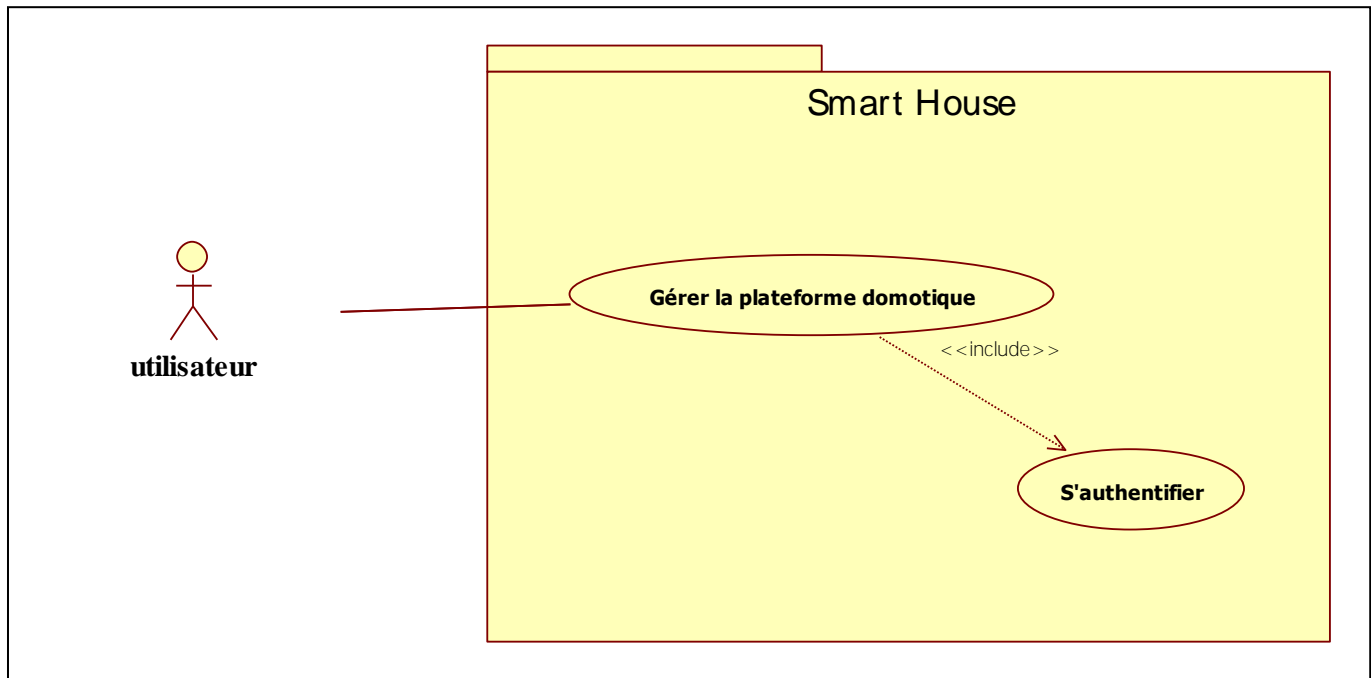 Smart House
Gérer la plateforme domotique
<<include>>
utilisateur
S'authentifier